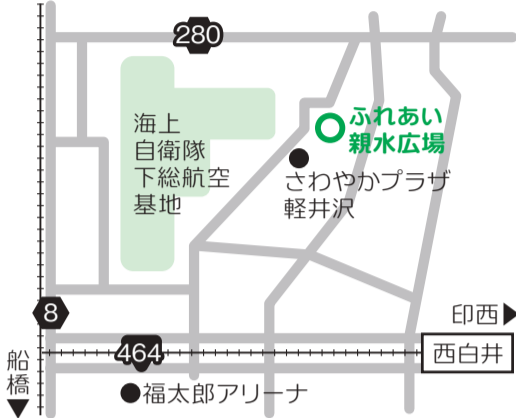 280
ふれあい
親水広場
海上
自衛隊
下総航空
基地
さわやかプラザ
軽井沢
8
印西▶
464
西白井
船橋▼
●福太郎アリーナ